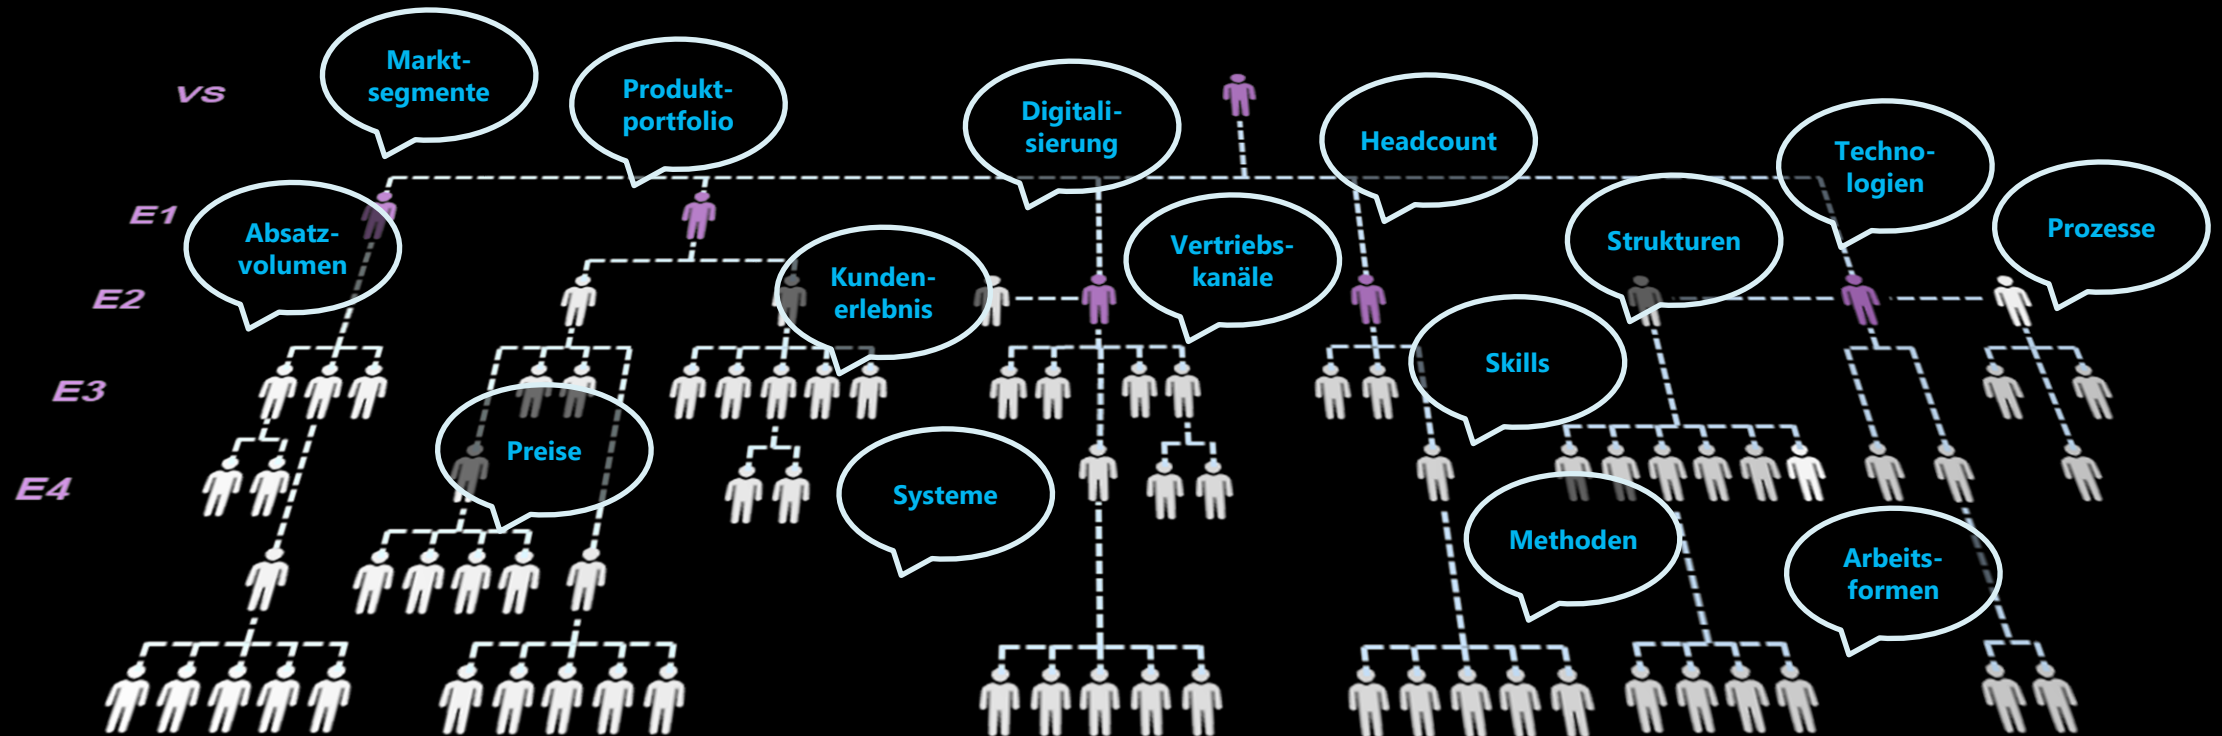 VS
E1
E2
E3
E4
Markt-
segmente
Produkt-
portfolio
Digitali-
sierung
Headcount
Techno-
logien
Absatz-
volumen
Kunden-
erlebnis
Vertriebs-
kanäle
Strukturen
Prozesse
Preise
Systeme
Skills
Methoden
Arbeits-
formen